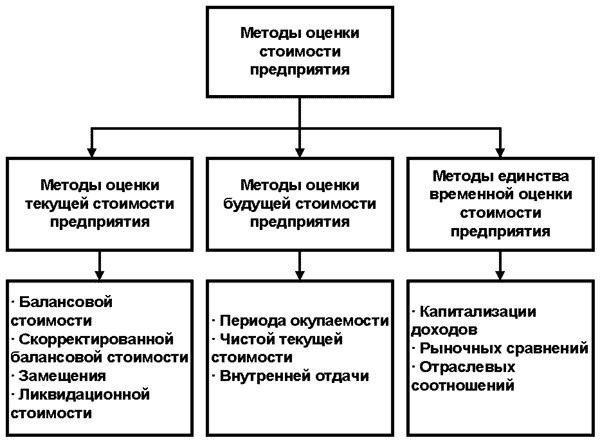 Методы оценки
стоимости
предприятия
Методы оценки
текущей стоимости
предприятия
Методы оценки
будущей стоимости
предприятия
Методы единства
временной оценки
стоимости
предприятия
· Балансовой
стоимости
· Скорректированной
балансовой стоимости
· Замещения
· Ликвидационной
стоимости
· Периода окупаемости
· Чистой текущей
стоимости
· Внутренней отдачи
· Капитализации
доходов
· Рыночных сравнений
· Отраслевых
соотношений